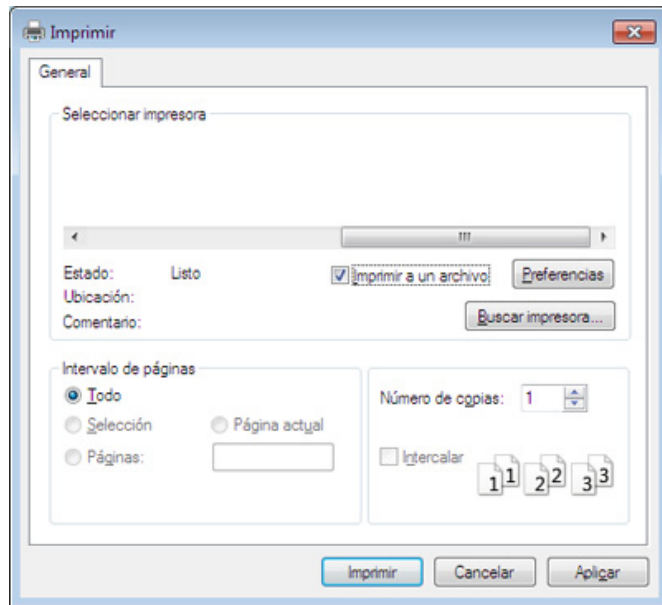 Imprimir
General
Seleccionar impresora
Estado: Listo
Imprimir a un archivo
Preferencias
Ubicación:
Comentario:
Buscar impresora...
Intervalo de páginas
Todo
Selección
Página actual
Páginas:
Número de copias: 1
Intercalar
1 1 2 2 3 3
Imprimir
Cancelar
Aplicar